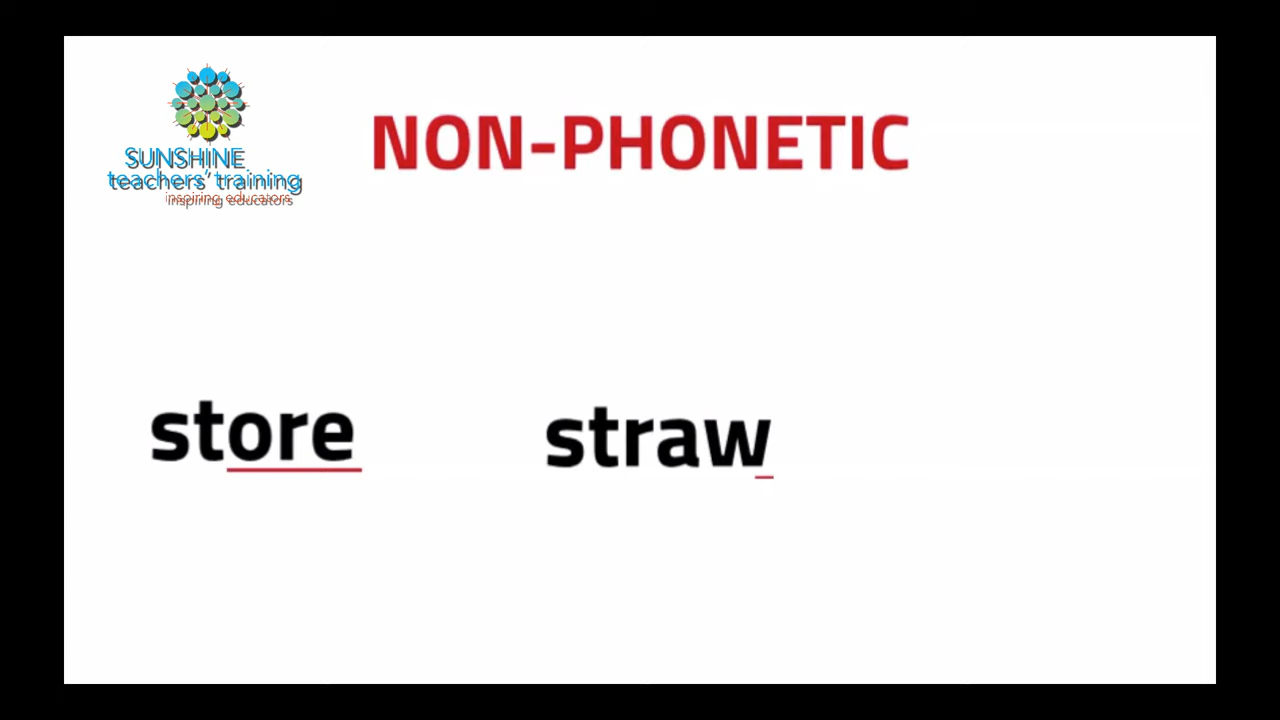 SUNSHINE
teachers' training
inspiring educators
NON-PHONETIC
store
straw